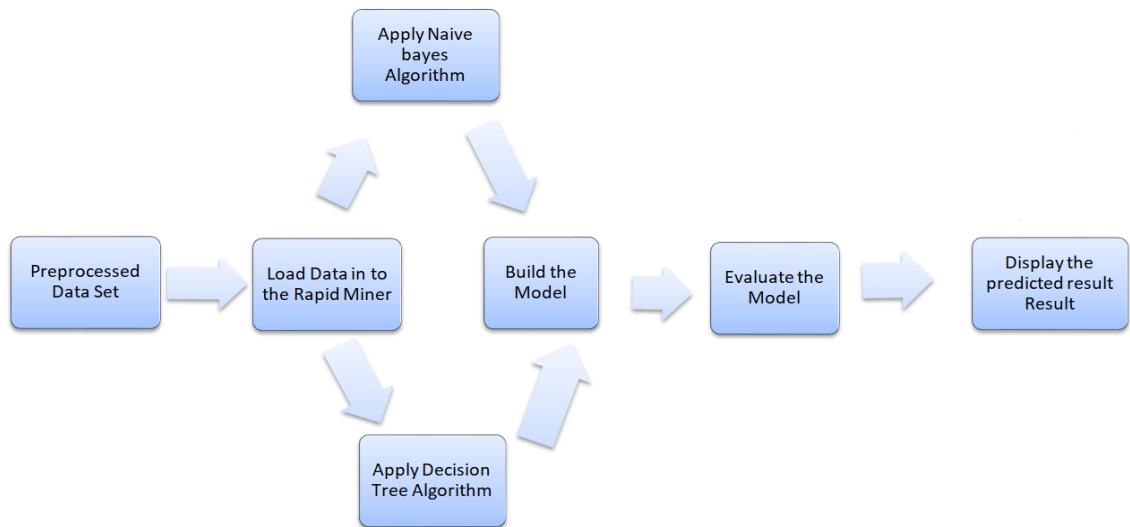 Apply Naive
bayes
Algorithm
Preprocessed
Data Set
Load Data in to
the Rapid Miner
Build the
Model
Evaluate the
Model
Display the
predicted result
Result
Apply Decision
Tree Algorithm